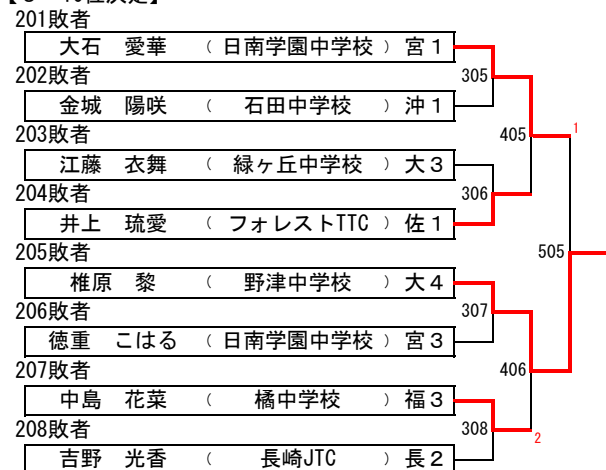 201敗者
大石 愛華 ( 日南学園中学校 ) 宮1
305
202敗者
金城 陽咲 ( 石田中学校 ) 沖1
405
1
203敗者
江藤 衣舞 ( 緑ヶ丘中学校 ) 大3
306
204敗者
井上 琉愛 ( フォレストTTC ) 佐1
505
205敗者
椎原 黎 ( 野津中学校 ) 大4
307
206敗者
徳重 こはる ( 日南学園中学校 ) 宮3
406
207敗者
中島 花菜 ( 橘中学校 ) 福3
308
2
208敗者
吉野 光香 ( 長崎JTC ) 長2